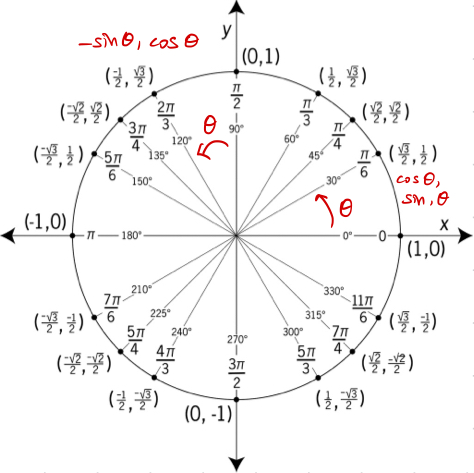 -sinθ, cosθ
y
(0,1)
(-1/2, √3/2)
(1/2, √3/2)
π/2
(-√2/2, √2/2)
2π/3
θ
π/3
(√2/2, √2/2)
90°
3π/4
120°
60°
π/4
(-√3/2, 1/2)
135°
45°
(√3/2, 1/2)
5π/6
150°
30°
π/6
cosθ,
sin, θ
θ
(-1,0)
x
π
180°
0°
0
(1,0)
210°
330°
7π/6
225°
315°
11π/6
(-√3/2, -1/2)
(√3/2, -1/2)
5π/4
240°
270°
300°
7π/4
(-√2/2, -√2/2)
4π/3
3π/2
5π/3
(√2/2, -√2/2)
(-1/2, -√3/2)
(1/2, -√3/2)
(0, -1)